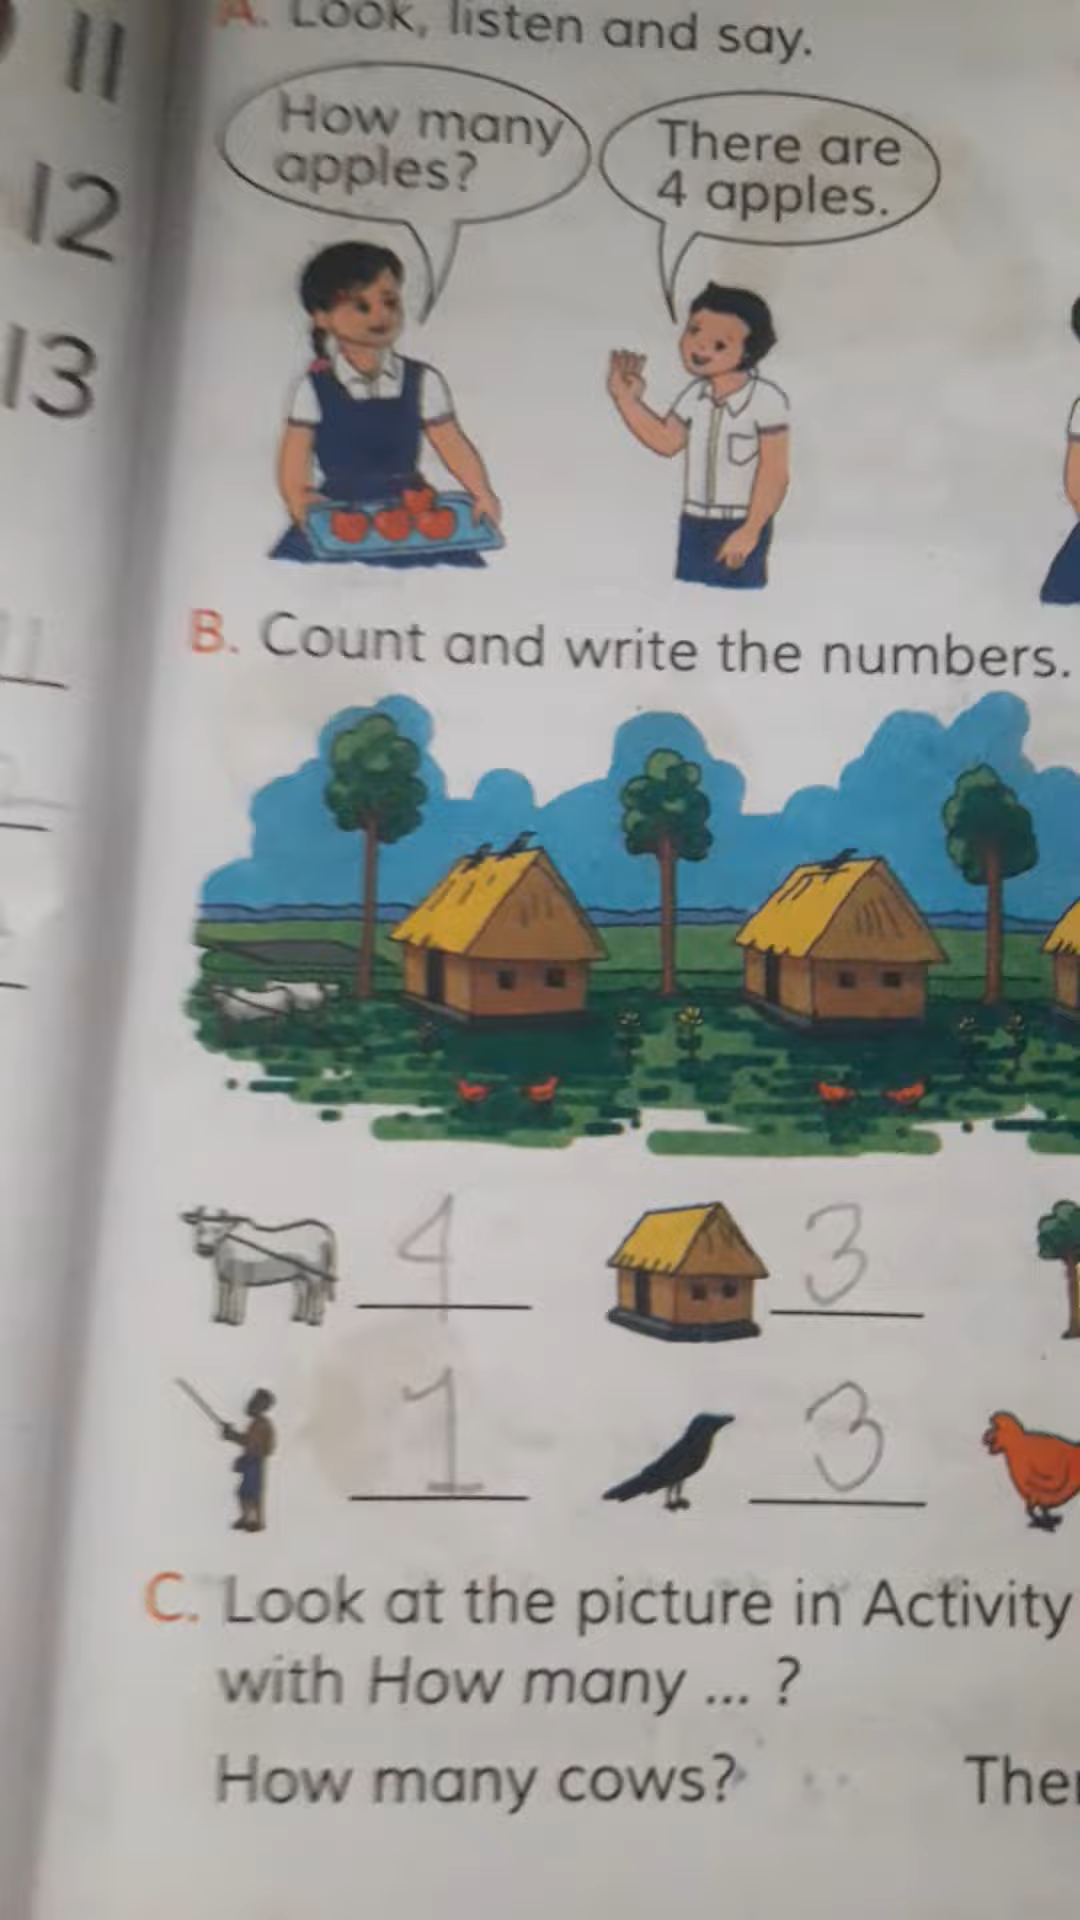 11
12
13
A. Look, listen and say.
How many
apples?
There are
4 apples.
B. Count and write the numbers.
4
3
1
3
C. Look at the picture in Activity
with How many ... ?
How many cows?